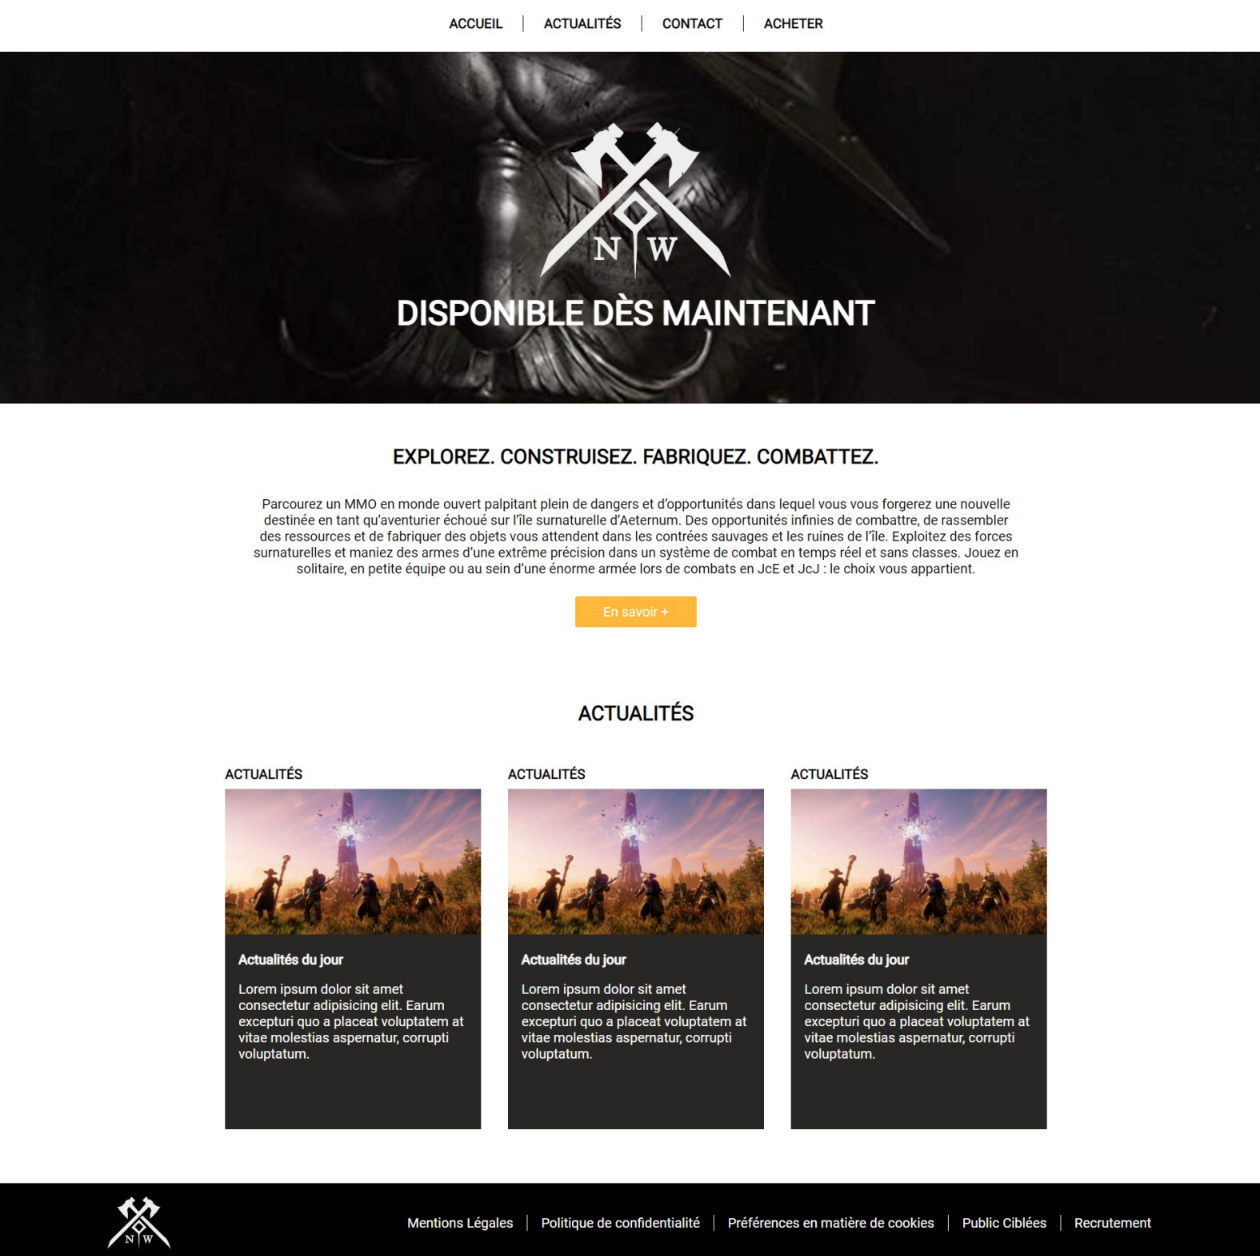 ACCUEIL ACTUALITÉS CONTACT ACHETER
N W
DISPONIBLE DÈS MAINTENANT
EXPLOREZ. CONSTRUISEZ. FABRIQUEZ. COMBATTEZ.
Parcourez un MMO en monde ouvert palpitant plein de dangers et d’opportunités dans lequel vous vous forgerez une nouvelle
destinée en tant qu’aventurier échoué sur l’île surnaturelle d’Aeternum. Des opportunités infinies de combattre, de rassembler
des ressources et de fabriquer des objets vous attendent dans les contrées sauvages et les ruines de l’île. Exploitez des forces
surnaturelles et maniez des armes d’une extrême précision dans un système de combat en temps réel et sans classes. Jouez en
solitaire, en petite équipe ou au sein d’une énorme armée lors de combats en JcE et JcJ : le choix vous appartient.
En savoir +
ACTUALITÉS
ACTUALITÉS
Actualités du jour
Lorem ipsum dolor sit amet
consectetur adipisicing elit. Earum
excepturi quo a placeat voluptatem at
vitae molestias aspernatur, corrupti
voluptatum.
ACTUALITÉS
Actualités du jour
Lorem ipsum dolor sit amet
consectetur adipisicing elit. Earum
excepturi quo a placeat voluptatem at
vitae molestias aspernatur, corrupti
voluptatum.
ACTUALITÉS
Actualités du jour
Lorem ipsum dolor sit amet
consectetur adipisicing elit. Earum
excepturi quo a placeat voluptatem at
vitae molestias aspernatur, corrupti
voluptatum.
N W
Mentions Légales Politique de confidentialité Préférences en matière de cookies Public Ciblées Recrutement